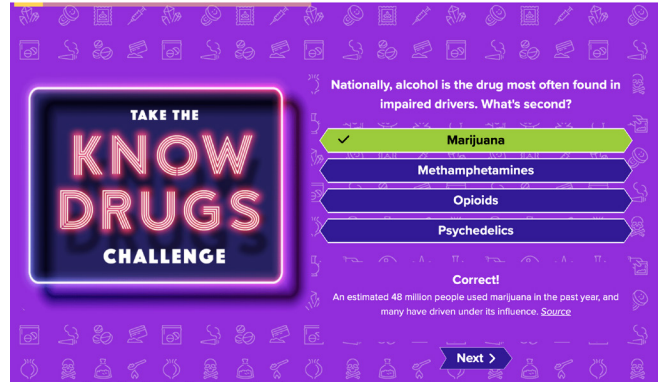 TAKE THE
KNOW
DRUGS
CHALLENGE
Nationally, alcohol is the drug most often found in
impaired drivers. What's second?
Marijuana
Methamphetamines
Opioids
Psychedelics
Correct!
An estimated 48 million people used marijuana in the past year, and
many have driven under its influence. Source
Next >